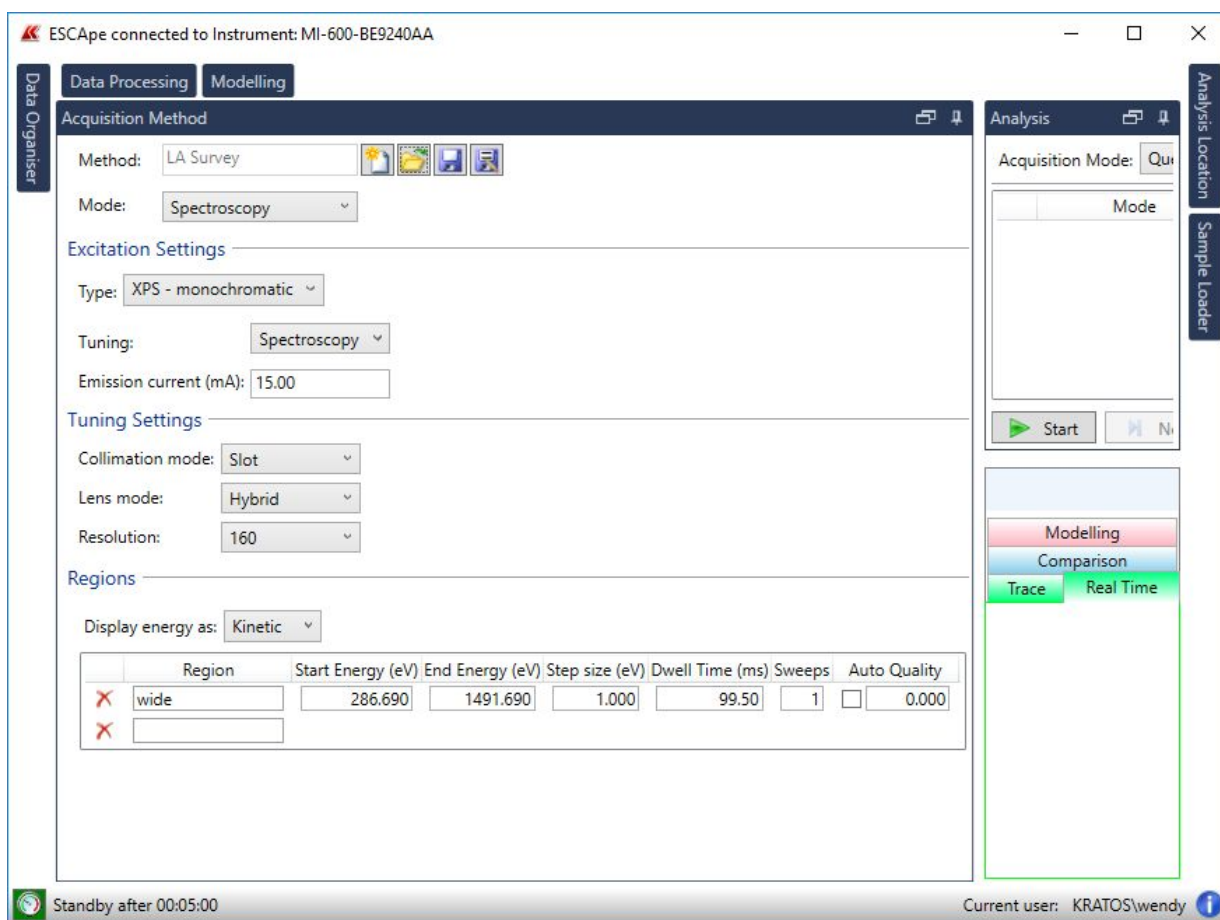 ESCApe connected to Instrument: MI-600-BE9240AA
Data Organiser
Data Processing Modelling
Acquisition Method
Method: LA Survey
Mode: Spectroscopy
Excitation Settings
Type: XPS - monochromatic
Tuning: Spectroscopy
Emission current (mA): 15.00
Tuning Settings
Collimation mode: Slot
Lens mode: Hybrid
Resolution: 160
Regions
Display energy as: Kinetic
Region Start Energy (eV) End Energy (eV) Step size (eV) Dwell Time (ms) Sweeps Auto Quality
wide 286.690 1491.690 1.000 99.50 1 0.000
Analysis
Acquisition Mode: Qu
Mode
Start N
Modelling
Comparison
Trace Real Time
Analysis Location
Sample Loader
Standby after 00:05:00
Current user: KRATOS\wendy